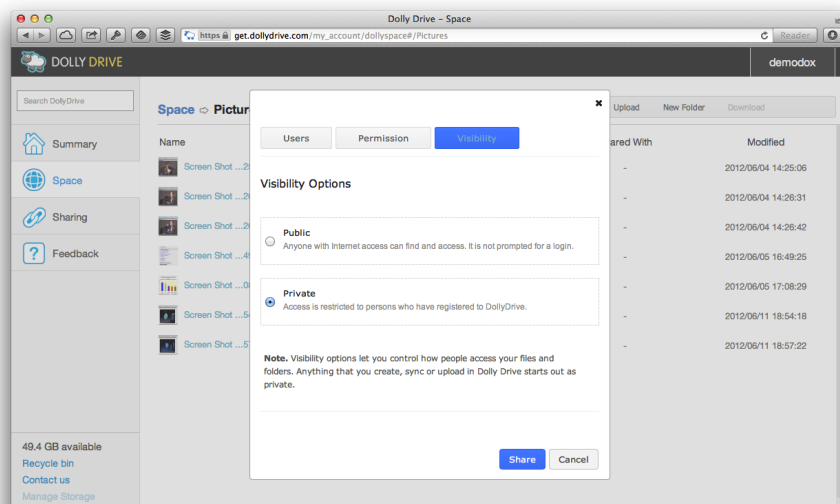 Dolly Drive – Space
https get.dollydrive.com/my_account/dollyspace#/Pictures
Reader
DOLLY DRIVE
demodox
Search DollyDrive
Summary
Space
Sharing
Feedback
Space ⇨ Pictur
Upload New Folder Download
Name ared With Modified
Screen Shot ...2 - 2012/06/04 14:25:06
Screen Shot ...2 - 2012/06/04 14:26:31
Screen Shot ...2 - 2012/06/04 14:26:42
Screen Shot ...4 - 2012/06/05 16:49:25
Screen Shot ...0 - 2012/06/05 17:08:29
Screen Shot ...5 - 2012/06/11 18:54:18
Screen Shot ...5 - 2012/06/11 18:57:22
Users Permission Visibility
Visibility Options
Public
Anyone with Internet access can find and access. It is not prompted for a login.
Private
Access is restricted to persons who have registered to DollyDrive.
Note. Visibility options let you control how people access your files and
folders. Anything that you create, sync or upload in Dolly Drive starts out as
private.
Share Cancel
49.4 GB available
Recycle bin
Contact us
Manage Storage